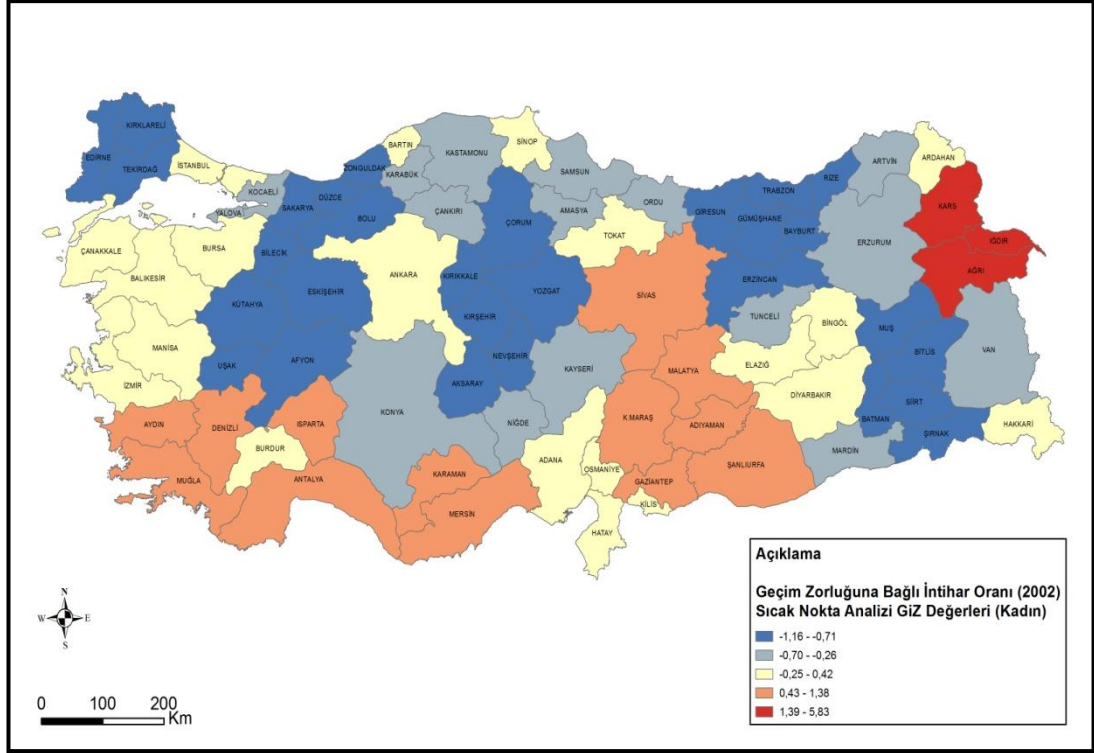 KIRKLARELİ
EDİRNE
TEKİRDAĞ
İSTANBUL
KOCAELİ
YALOVA
SAKARYA
DÜZCE
ZONGULDAK
BARTIN
KARABÜK
KASTAMONU
SİNOP
BOLU
ÇANKIRI
SAMSUN
AMASYA
ORDU
ÇORUM
TOKAT
GİRESUN
TRABZON
RİZE
ARTVİN
ARDAHAN
GÜMÜŞHANE
BAYBURT
KARS
IĞDIR
AĞRI
ERZURUM
ERZİNCAN
ÇANAKKALE
BURSA
BALIKESİR
BİLECİK
KÜTAHYA
ESKİŞEHİR
ANKARA
KIRIKKALE
YOZGAT
KIRŞEHİR
SİVAS
TUNCELİ
BİNGÖL
MUŞ
BİTLİS
VAN
MANİSA
İZMİR
UŞAK
AFYON
AKSARAY
NEVŞEHİR
KAYSERİ
MALATYA
ELAZIĞ
DİYARBAKIR
BATMAN
SİİRT
ŞIRNAK
HAKKARİ
AYDIN
DENİZLİ
ISPARTA
BURDUR
KONYA
NİĞDE
K.MARAŞ
ADIYAMAN
ŞANLIURFA
MARDİN
MUĞLA
ANTALYA
KARAMAN
MERSİN
ADANA
OSMANİYE
GAZİANTEP
KİLİS
HATAY
N
W E
S
0 100 200
Km
Açıklama
Geçim Zorluğuna Bağlı İntihar Oranı (2002)
Sıcak Nokta Analizi GiZ Değerleri (Kadın)
-1,16 - -0,71
-0,70 - -0,26
-0,25 - 0,42
0,43 - 1,38
1,39 - 5,83